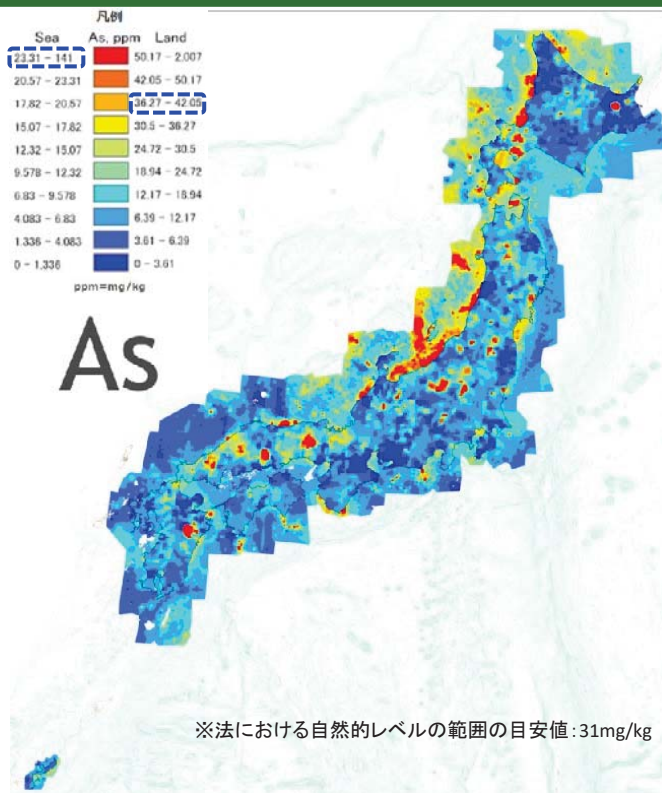 凡例
Sea As, ppm Land
23.31 - 141 50.17 - 2,007
20.57 - 23.31 42.05 - 50.17
17.82 - 20.57 36.27 - 42.05
15.07 - 17.82 30.5 - 36.27
12.32 - 15.07 24.72 - 30.5
9.578 - 12.32 18.94 - 24.72
6.83 - 9.578 12.17 - 18.94
4.083 - 6.83 6.39 - 12.17
1.336 - 4.083 3.61 - 6.39
0 - 1.336 0 - 3.61
ppm=mg/kg
As
※法における自然的レベルの範囲の目安値：31mg/kg